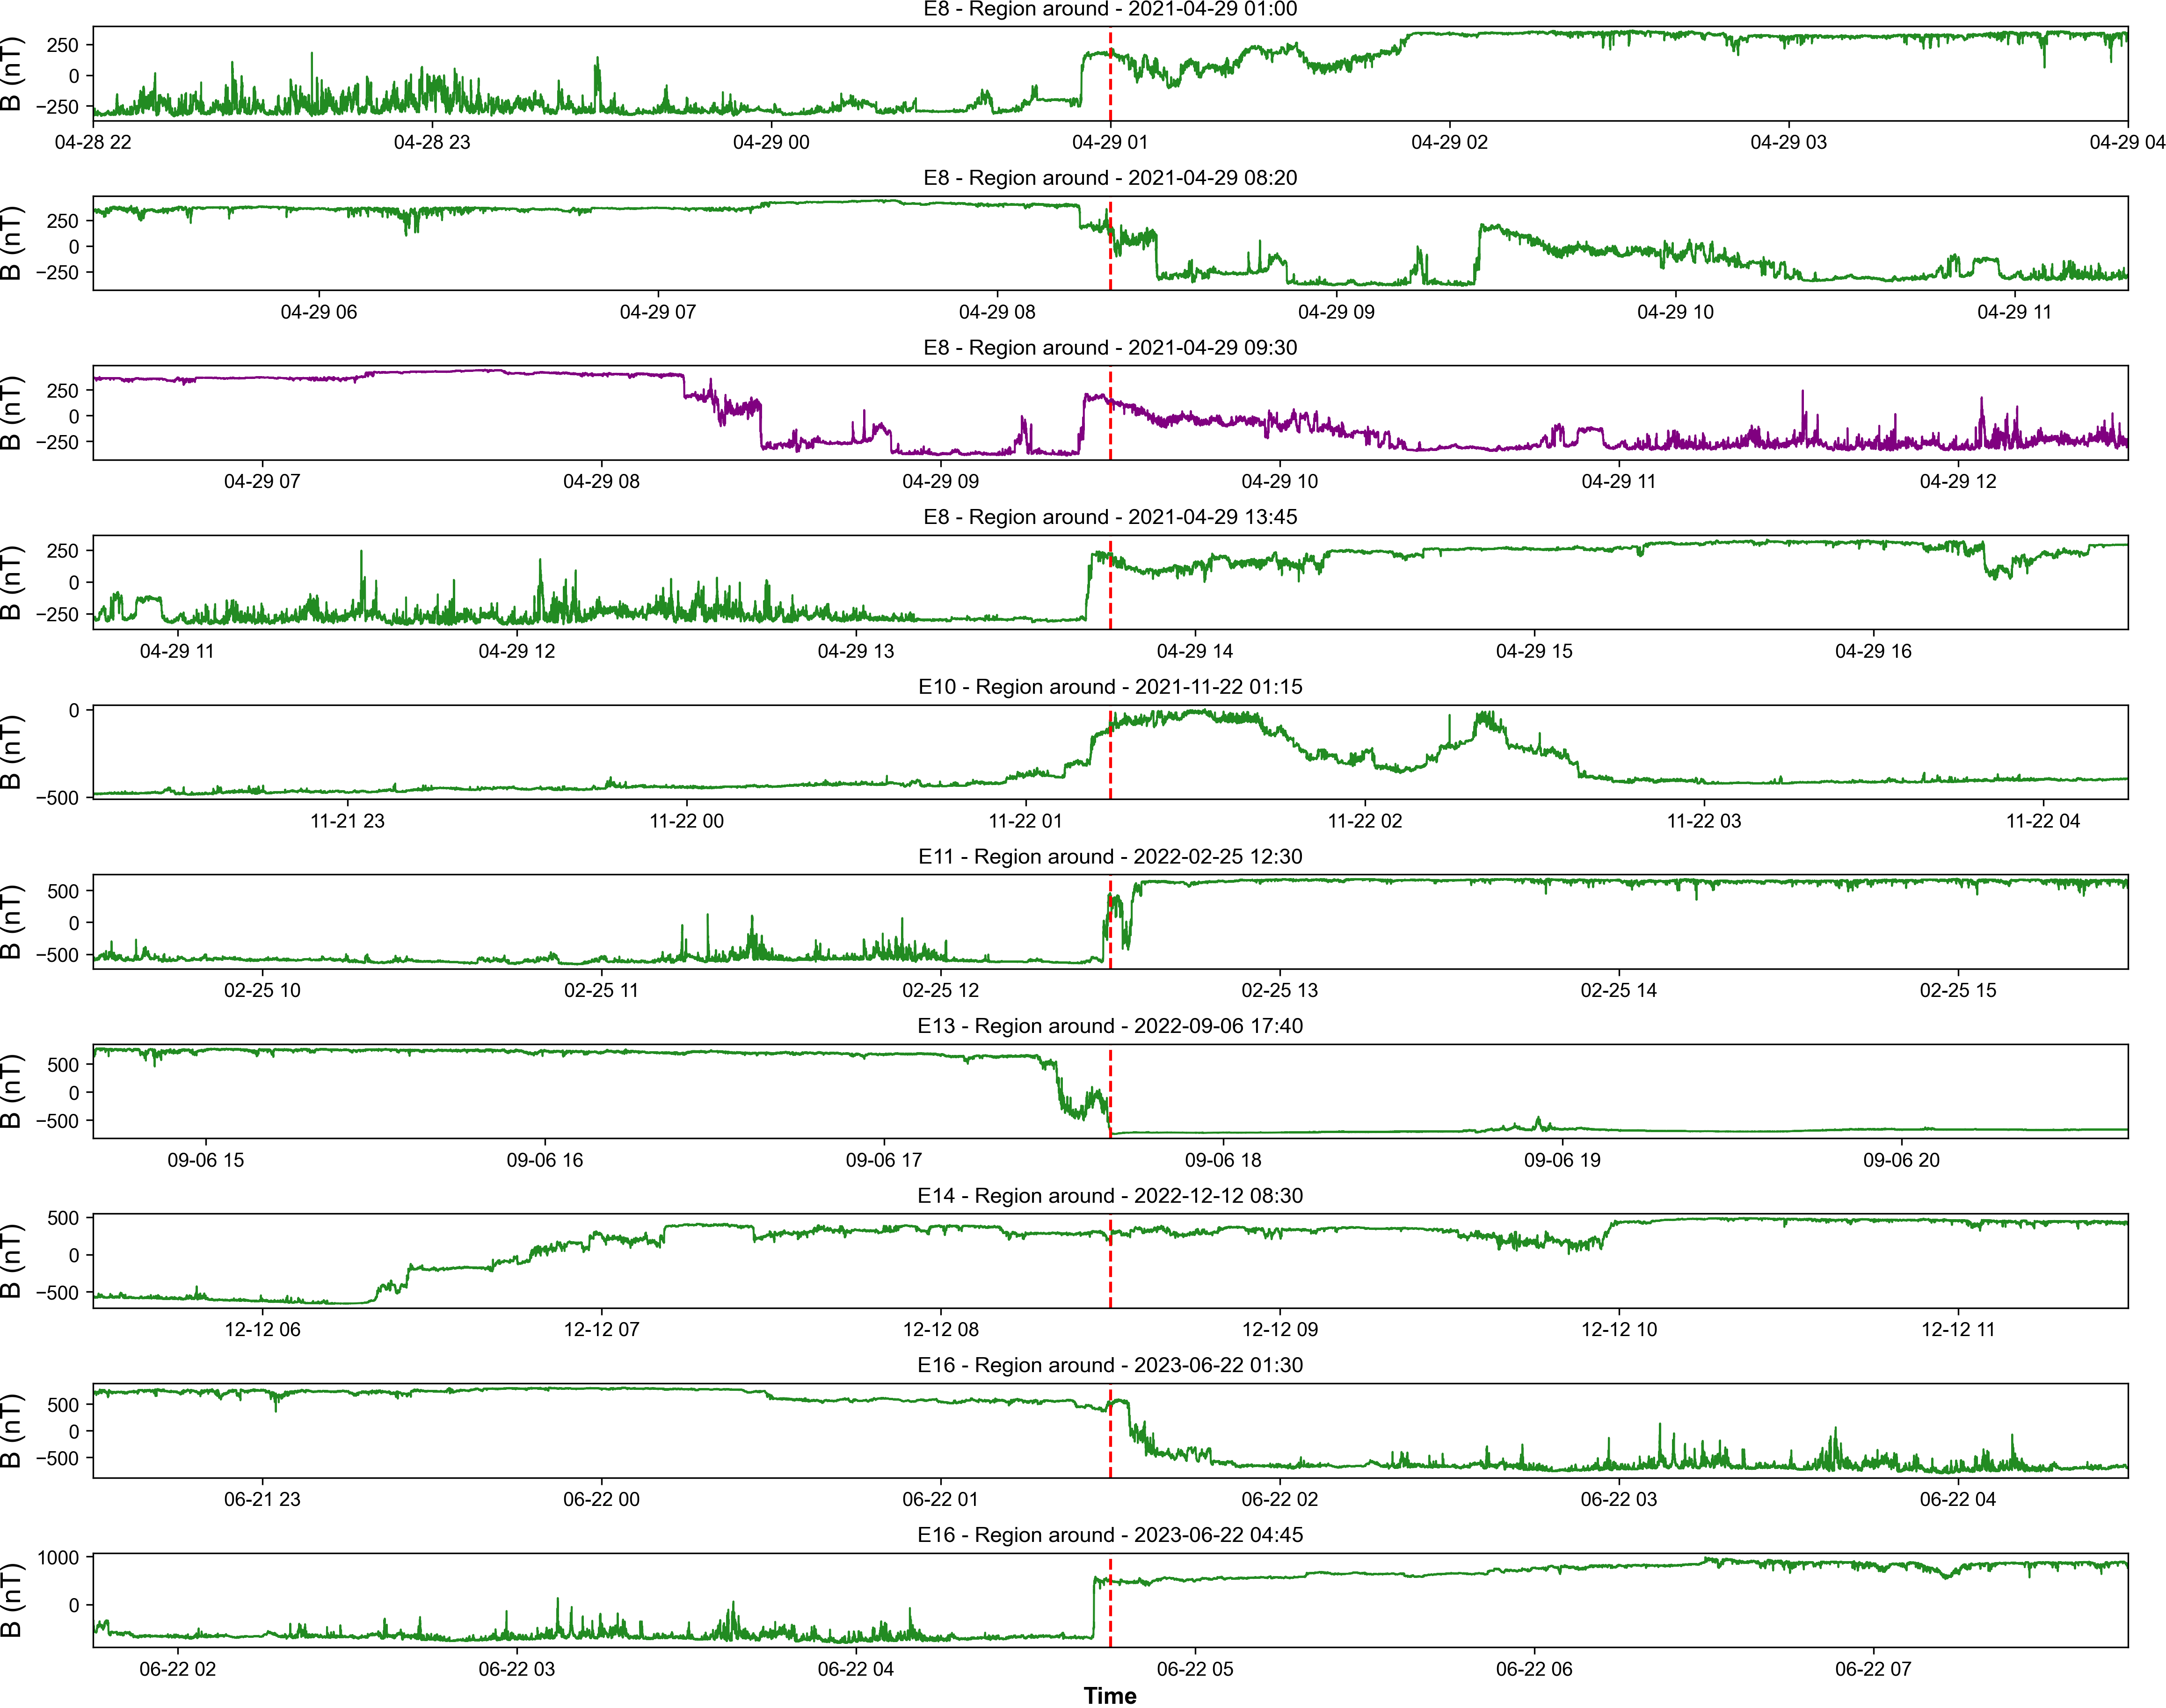 E8 - Region around - 2021-04-29 01:00
B (nT)
250
0
−250
04-28 22 04-28 23 04-29 00 04-29 01 04-29 02 04-29 03 04-29 04
E8 - Region around - 2021-04-29 08:20
B (nT)
250
0
−250
04-29 06 04-29 07 04-29 08 04-29 09 04-29 10 04-29 11
E8 - Region around - 2021-04-29 09:30
B (nT)
250
0
−250
04-29 07 04-29 08 04-29 09 04-29 10 04-29 11 04-29 12
E8 - Region around - 2021-04-29 13:45
B (nT)
250
0
−250
04-29 11 04-29 12 04-29 13 04-29 14 04-29 15 04-29 16
E10 - Region around - 2021-11-22 01:15
B (nT)
0
−500
11-21 23 11-22 00 11-22 01 11-22 02 11-22 03 11-22 04
E11 - Region around - 2022-02-25 12:30
B (nT)
500
0
−500
02-25 10 02-25 11 02-25 12 02-25 13 02-25 14 02-25 15
E13 - Region around - 2022-09-06 17:40
B (nT)
500
0
−500
09-06 15 09-06 16 09-06 17 09-06 18 09-06 19 09-06 20
E14 - Region around - 2022-12-12 08:30
B (nT)
500
0
−500
12-12 06 12-12 07 12-12 08 12-12 09 12-12 10 12-12 11
E16 - Region around - 2023-06-22 01:30
B (nT)
500
0
−500
06-21 23 06-22 00 06-22 01 06-22 02 06-22 03 06-22 04
E16 - Region around - 2023-06-22 04:45
B (nT)
1000
0
06-22 02 06-22 03 06-22 04 06-22 05 06-22 06 06-22 07
Time